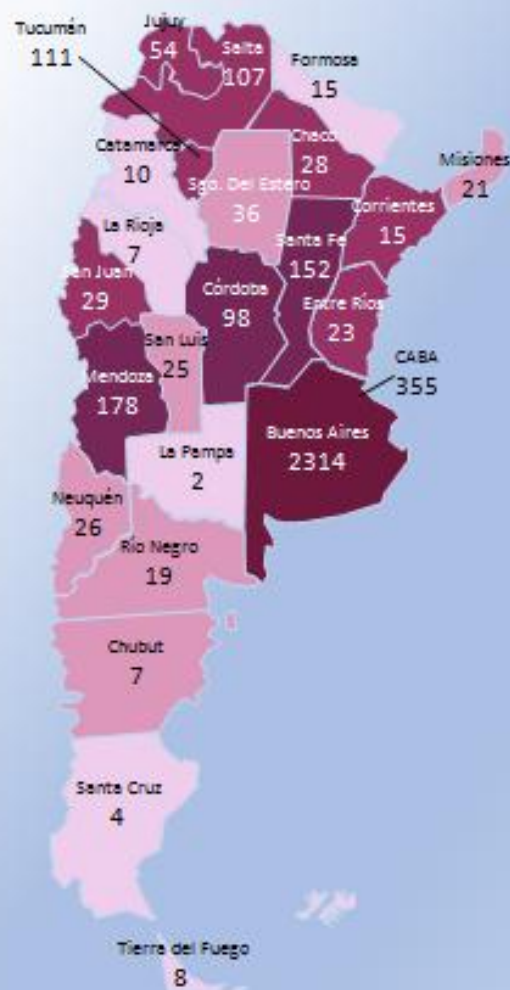 Jujuy
54
Tucumán
111
Salta
107
Formosa
15
Catamarca
10
Chaco
28
Misiones
21
Sgo. Del Estero
36
Corrientes
15
La Rioja
7
Santa Fe
152
San Juan
29
Córdoba
98
Entre Ríos
23
San Luis
25
CABA
355
Mendoza
178
Buenos Aires
2314
La Pampa
2
Neuquén
26
Río Negro
19
Chubut
7
Santa Cruz
4
Tierra del Fuego
8